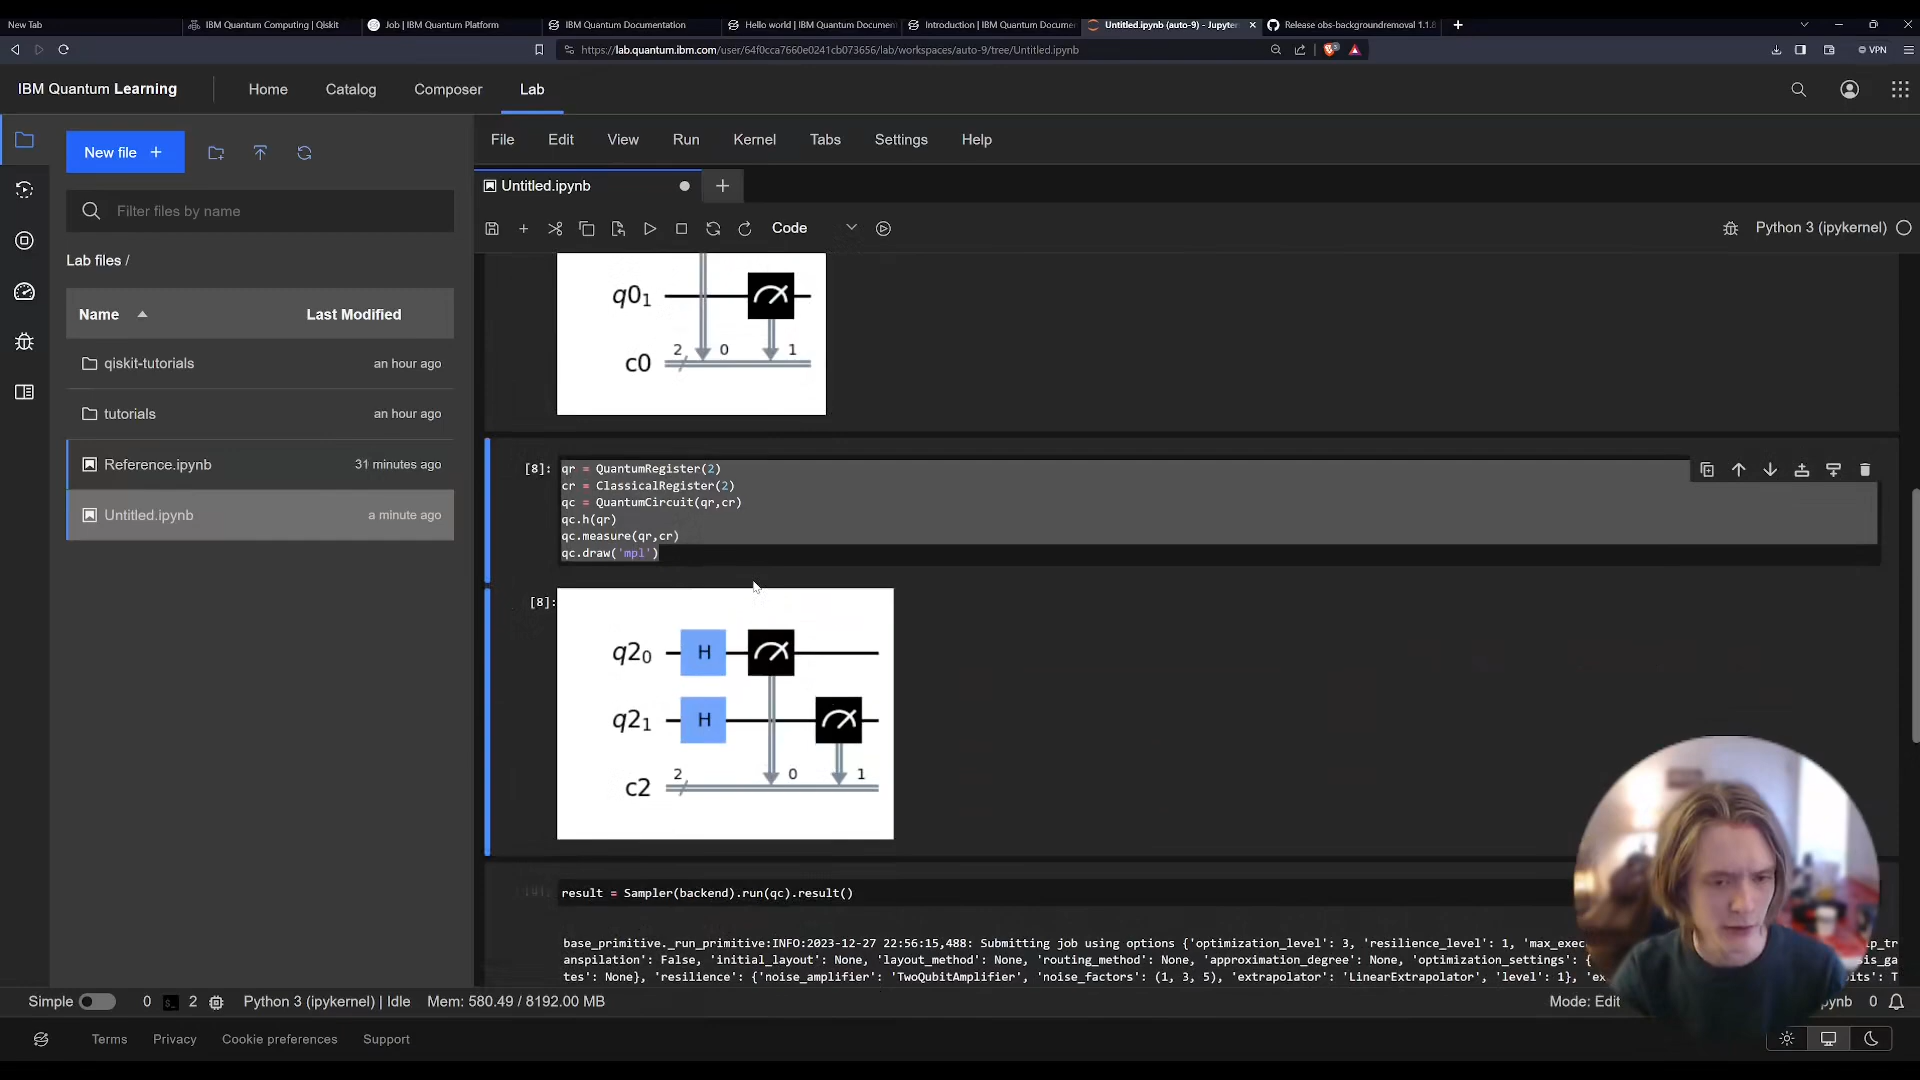 New Tab
IBM Quantum Computing | Qiskit
Job | IBM Quantum Platform
IBM Quantum Documentation
Hello world | IBM Quantum Documen
Introduction | IBM Quantum Docume
Untitled.ipynb (auto-9) - Jupyter
Release obs-backgroundremoval 1.1.8
https://lab.quantum.ibm.com/user/64f0cca7660e0241cb073656/lab/workspaces/auto-9/tree/Untitled.ipynb
VPN
IBM Quantum Learning
Home
Catalog
Composer
Lab
New file +
File
Edit
View
Run
Kernel
Tabs
Settings
Help
Untitled.ipynb
Filter files by name
Code
Python 3 (ipykernel)
Lab files /
Name
Last Modified
qiskit-tutorials
an hour ago
tutorials
an hour ago
Reference.ipynb
31 minutes ago
Untitled.ipynb
a minute ago
q0₁
c0
2
0
1
[8]:
qr = QuantumRegister(2)
cr = ClassicalRegister(2)
qc = QuantumCircuit(qr,cr)
qc.h(qr)
qc.measure(qr,cr)
qc.draw('mpl')
[8]:
q2₀
H
q2₁
H
c2
2
0
1
result = Sampler(backend).run(qc).result()
base_primitive._run_primitive:INFO:2023-12-27 22:56:15,488: Submitting job using options {'optimization_level': 3, 'resilience_level': 1, 'max_exec
anspilation': False, 'initial_layout': None, 'layout_method': None, 'routing_method': None, 'approximation_degree': None, 'optimization_settings': {
tes': None}, 'resilience': {'noise_amplifier': 'TwoQubitAmplifier', 'noise_factors': (1, 3, 5), 'extrapolator': 'LinearExtrapolator', 'level': 1}, 'ex
Simple
0
2
Python 3 (ipykernel) | Idle
Mem: 580.49 / 8192.00 MB
Mode: Edit
ipynb
0
Terms
Privacy
Cookie preferences
Support